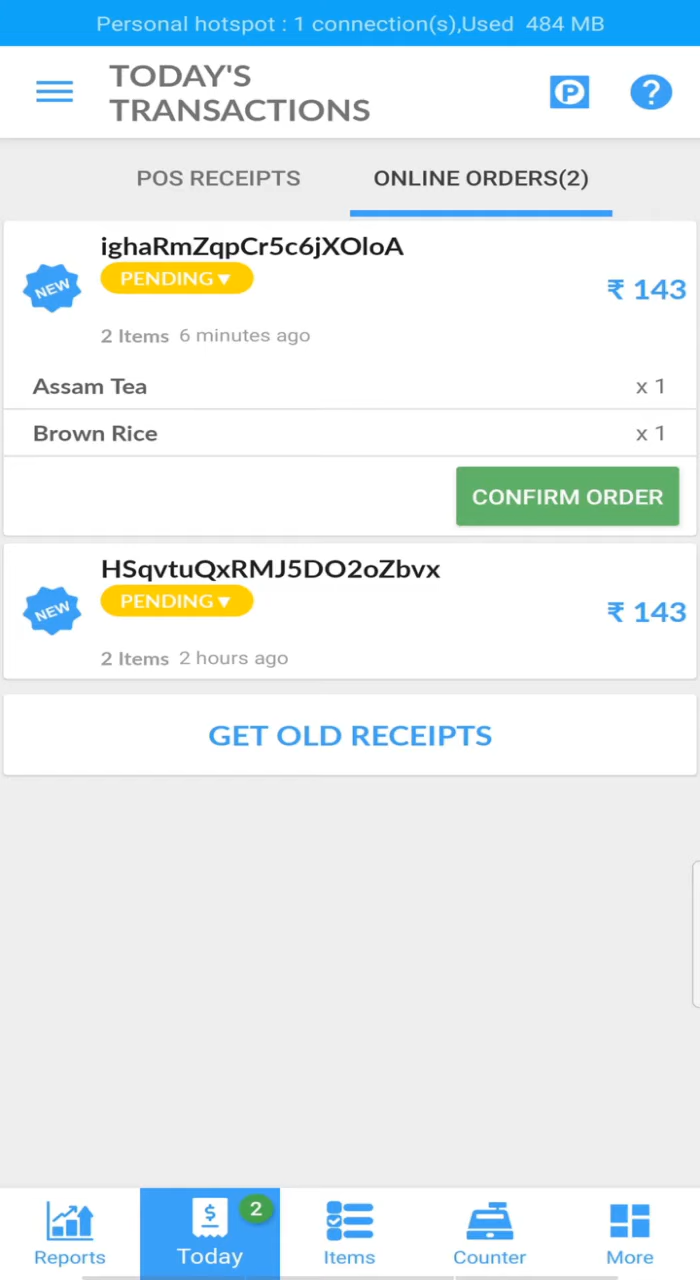 Personal hotspot : 1 connection(s),Used 484 MB
TODAY'S
TRANSACTIONS
P
?
POS RECEIPTS
ONLINE ORDERS(2)
ighaRmZqpCr5c6jXOloA
NEW
PENDING ▼
₹ 143
2 Items 6 minutes ago
Assam Tea x 1
Brown Rice x 1
CONFIRM ORDER
HSqvtuQxRMJ5DO2oZbvx
NEW
PENDING ▼
₹ 143
2 Items 2 hours ago
GET OLD RECEIPTS
$
2
Reports
Today
Items
Counter
More